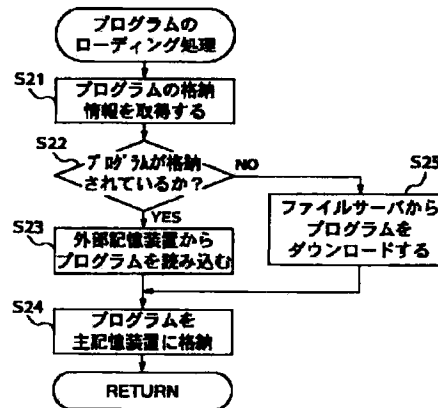 プログラムの
ローディング処理
S21
プログラムの格納
情報を取得する
S22
プログラムが格納
されているか？
NO
YES
S23
外部記憶装置から
プログラムを読み込む
S25
ファイルサーバから
プログラムを
ダウンロードする
S24
プログラムを
主記憶装置に格納
RETURN